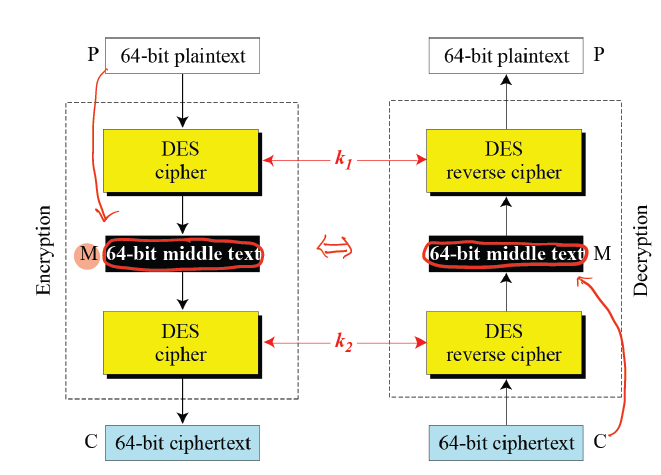 P 64-bit plaintext
64-bit plaintext P
DES
cipher
k1
DES
reverse cipher
Encryption
M 64-bit middle text
64-bit middle text M
Decryption
DES
cipher
k2
DES
reverse cipher
C 64-bit ciphertext
64-bit ciphertext C